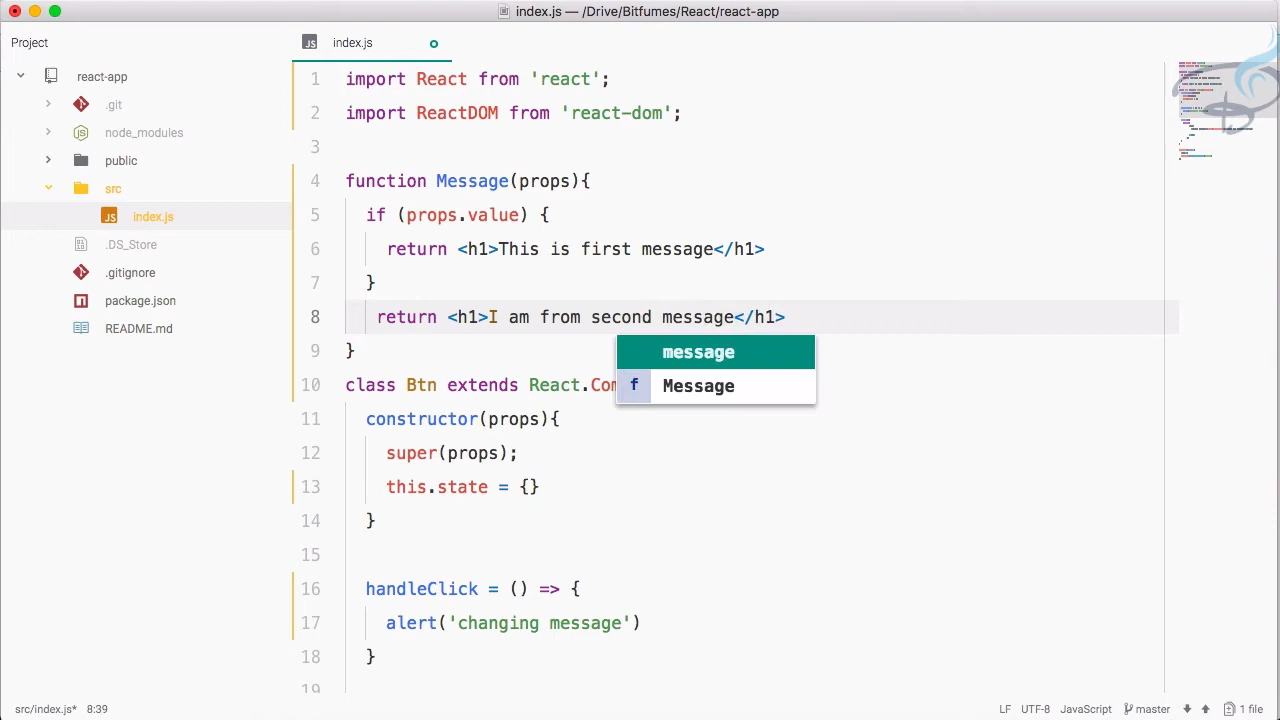 index.js — /Drive/Bitfumes/React/react-app
Project
react-app
.git
node_modules
public
src
JS index.js
.DS_Store
.gitignore
package.json
README.md
JS index.js
1 import React from 'react';
2 import ReactDOM from 'react-dom';
3
4 function Message(props){
5 if (props.value) {
6 return <h1>This is first message</h1>
7 }
8 return <h1>I am from second message</h1>
9 }
message
f Message
10 class Btn extends React.Com
11 constructor(props){
12 super(props);
13 this.state = {}
14 }
15
16 handleClick = () => {
17 alert('changing message')
18 }
19
src/index.js* 8:39
LF UTF-8 JavaScript master 1 file